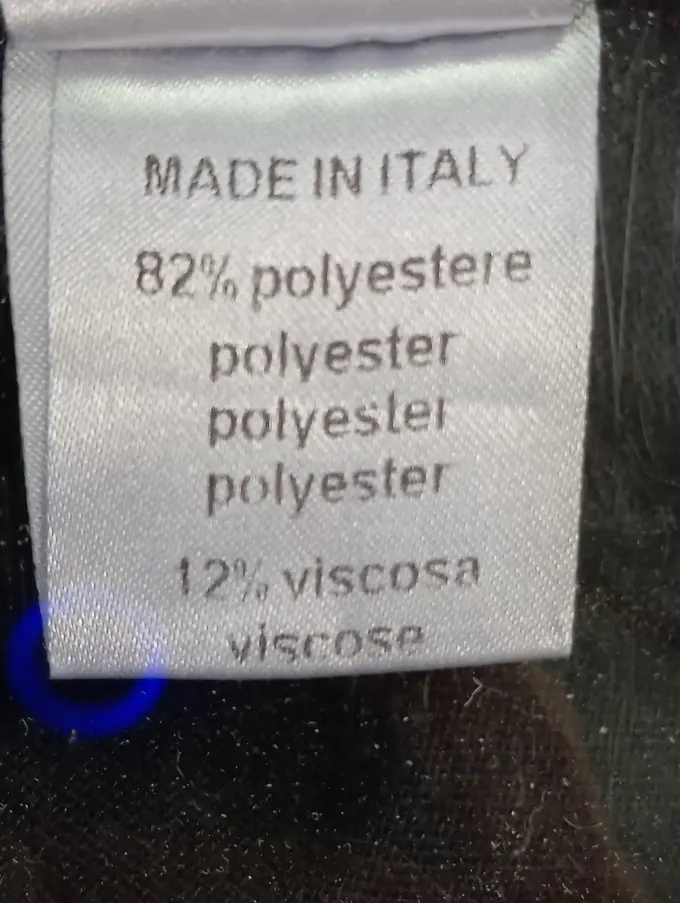 MADE IN ITALY
82% polyestere
polyester
polyester
polyester
12% viscosa
viscose